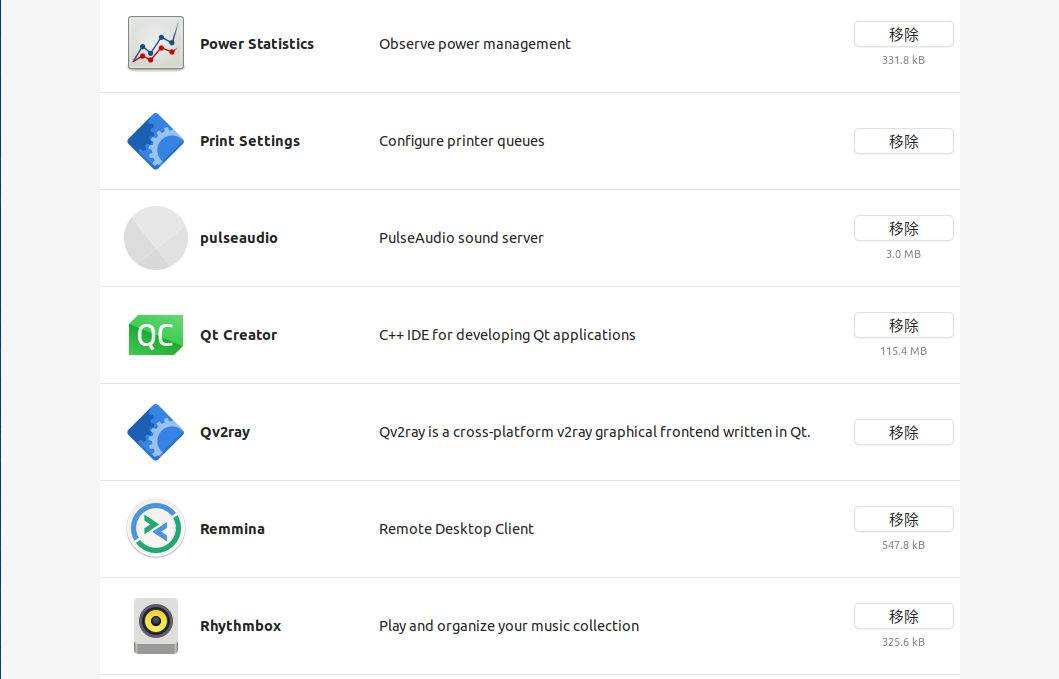 Power Statistics Observe power management 移除
331.8 kB
Print Settings Configure printer queues 移除
pulseaudio PulseAudio sound server 移除
3.0 MB
QC Qt Creator C++ IDE for developing Qt applications 移除
115.4 MB
Qv2ray Qv2ray is a cross-platform v2ray graphical frontend written in Qt. 移除
Remmina Remote Desktop Client 移除
547.8 kB
Rhythmbox Play and organize your music collection 移除
325.6 kB